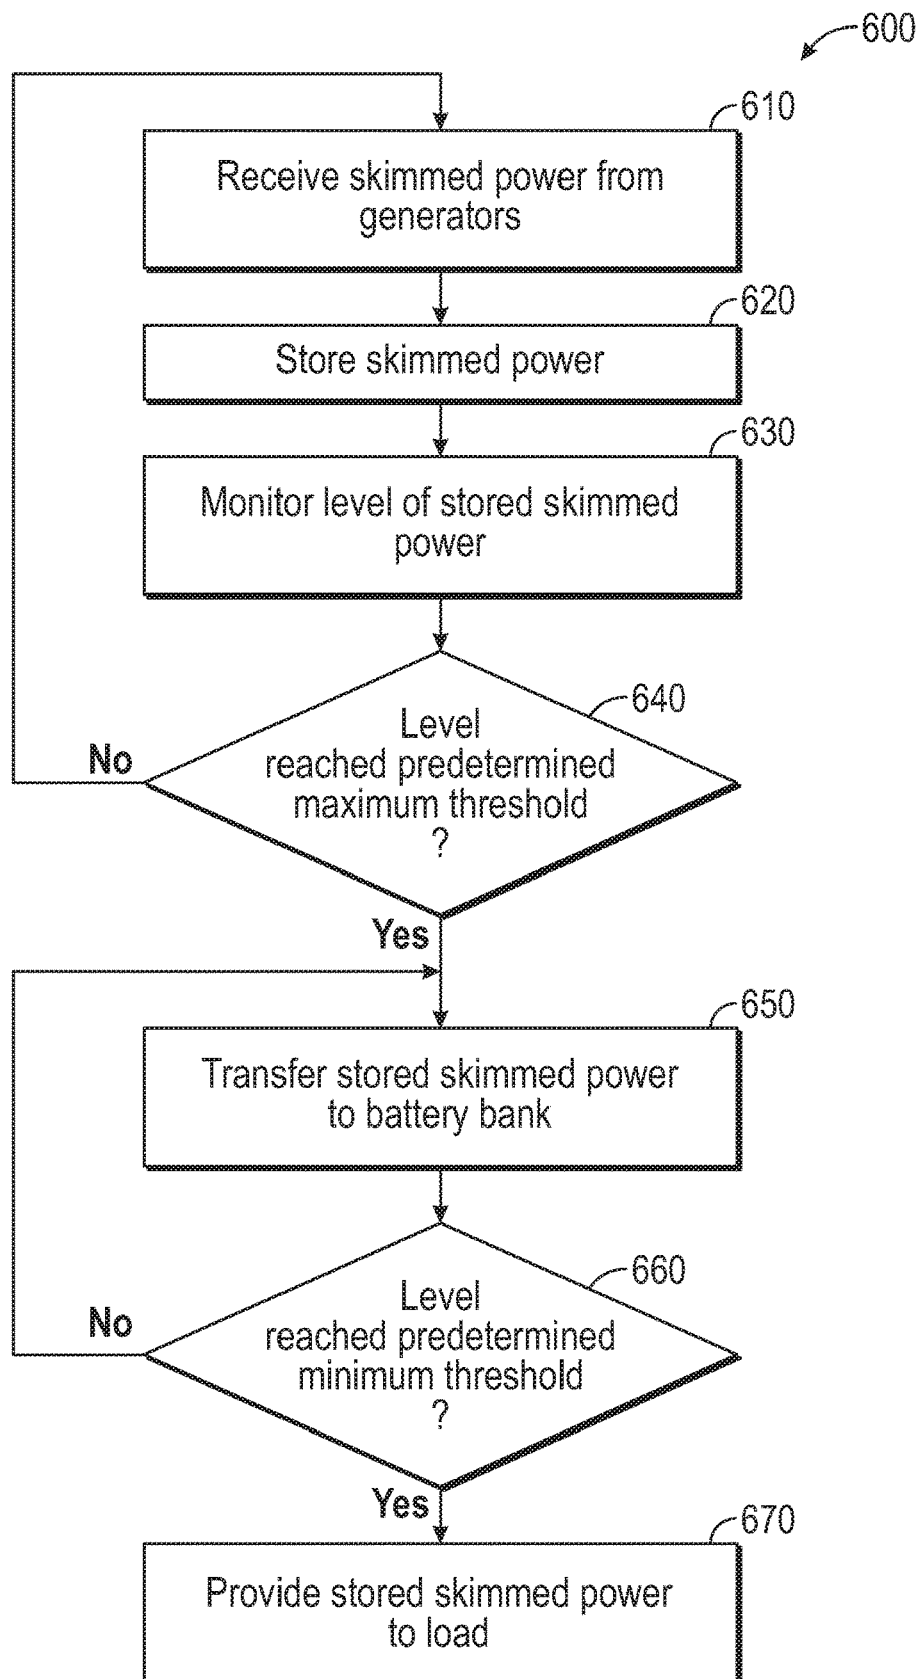 600
610
Receive skimmed power from
generators
620
Store skimmed power
630
Monitor level of stored skimmed
power
640
Level
reached predetermined
maximum threshold
?
No
Yes
650
Transfer stored skimmed power
to battery bank
660
Level
reached predetermined
minimum threshold
?
No
Yes
670
Provide stored skimmed power
to load